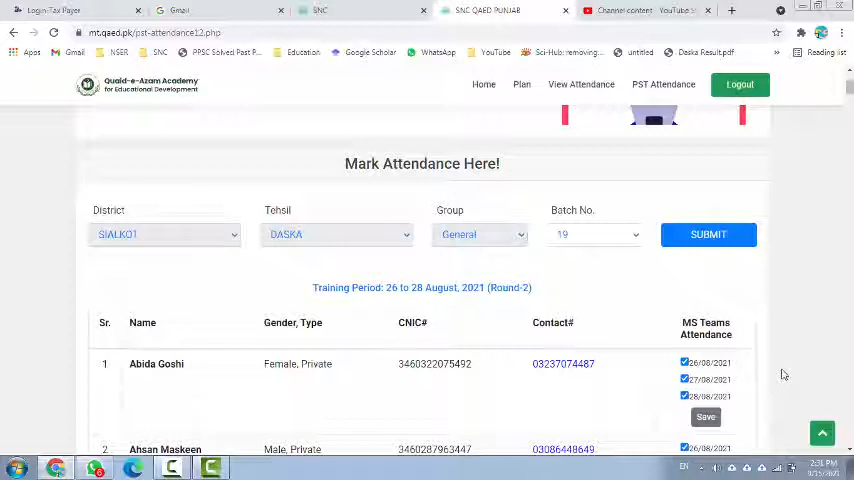 Login-Tax Payer
Gmail
SNC
SNC QAED PUNJAB
Channel content - YouTube S
mt.qaed.pk/pst-attendance12.php
Apps
Gmail
NSER
SNC
PPSC Solved Past P...
Education
Google Scholar
WhatsApp
YouTube
Sci-Hub: removing...
untitled
Daska Result.pdf
»
Reading list
Quaid-e-Azam Academy
for Educational Development
Home
Plan
View Attendance
PST Attendance
Logout
Mark Attendance Here!
District
Tehsil
Group
Batch No.
SIALKOT
DASKA
General
19
SUBMIT
Training Period: 26 to 28 August, 2021 (Round-2)
Sr.
Name
Gender, Type
CNIC#
Contact#
MS Teams
Attendance
1
Abida Goshi
Female, Private
3460322075492
03237074487
26/08/2021
27/08/2021
28/08/2021
Save
2
Ahsan Maskeen
Male, Private
3460287963447
03086448649
26/08/2021
EN
2:31 PM
9/15/2021